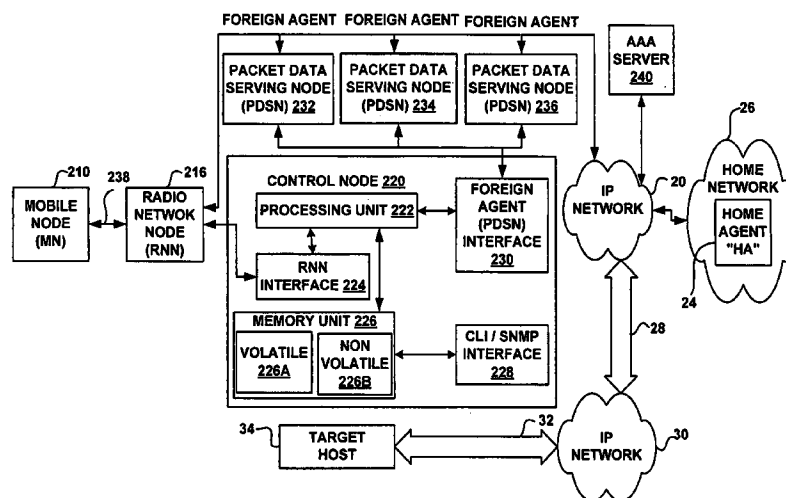 FOREIGN AGENT FOREIGN AGENT FOREIGN AGENT
PACKET DATA
SERVING NODE
(PDSN) 232
PACKET DATA
SERVING NODE
(PDSN) 234
PACKET DATA
SERVING NODE
(PDSN) 236
AAA
SERVER
240
26
210
238
216
MOBILE
NODE
(MN)
RADIO
NETWOK
NODE
(RNN)
CONTROL NODE 220
PROCESSING UNIT 222
RNN
INTERFACE 224
FOREIGN
AGENT
(PDSN)
INTERFACE
230
MEMORY UNIT 226
VOLATILE
226A
NON
VOLATILE
226B
CLI / SNMP
INTERFACE
228
20
IP
NETWORK
HOME
NETWORK
HOME
AGENT
"HA"
24
28
34
TARGET
HOST
32
IP
NETWORK
30